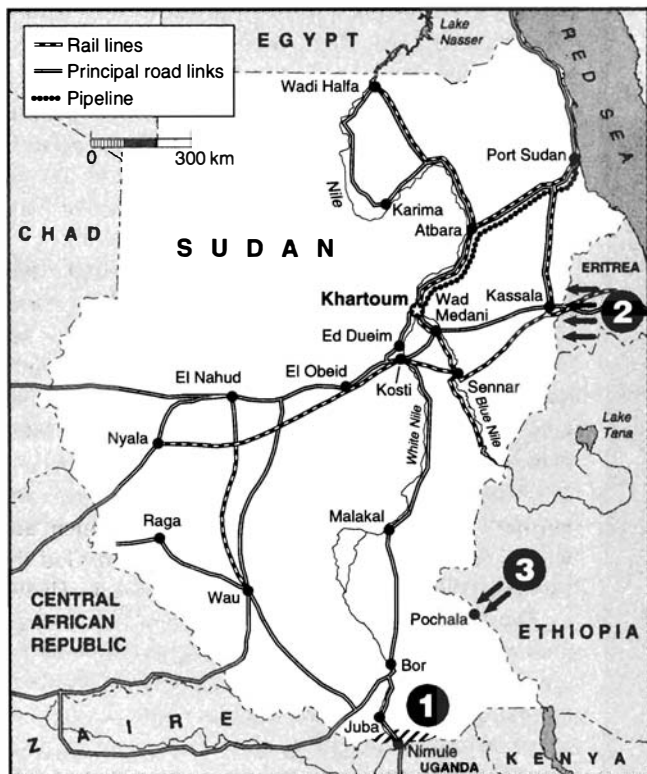 Rail lines
Principal road links
Pipeline
0 300 km
EGYPT
Lake
Nasser
RED SEA
Wadi Halfa
Port Sudan
Nile
Karima
Atbara
CHAD
SUDAN
ERITREA
Khartoum
Wad
Medani
Kassala
2
Ed Dueim
El Nahud
El Obeid
Kosti
Sennar
Blue Nile
White Nile
Lake
Tana
Nyala
Malakal
Raga
3
Wau
Pochala
CENTRAL
AFRICAN
REPUBLIC
ETHIOPIA
Bor
1
ZAIRE
Juba
Nimule
UGANDA
KENYA